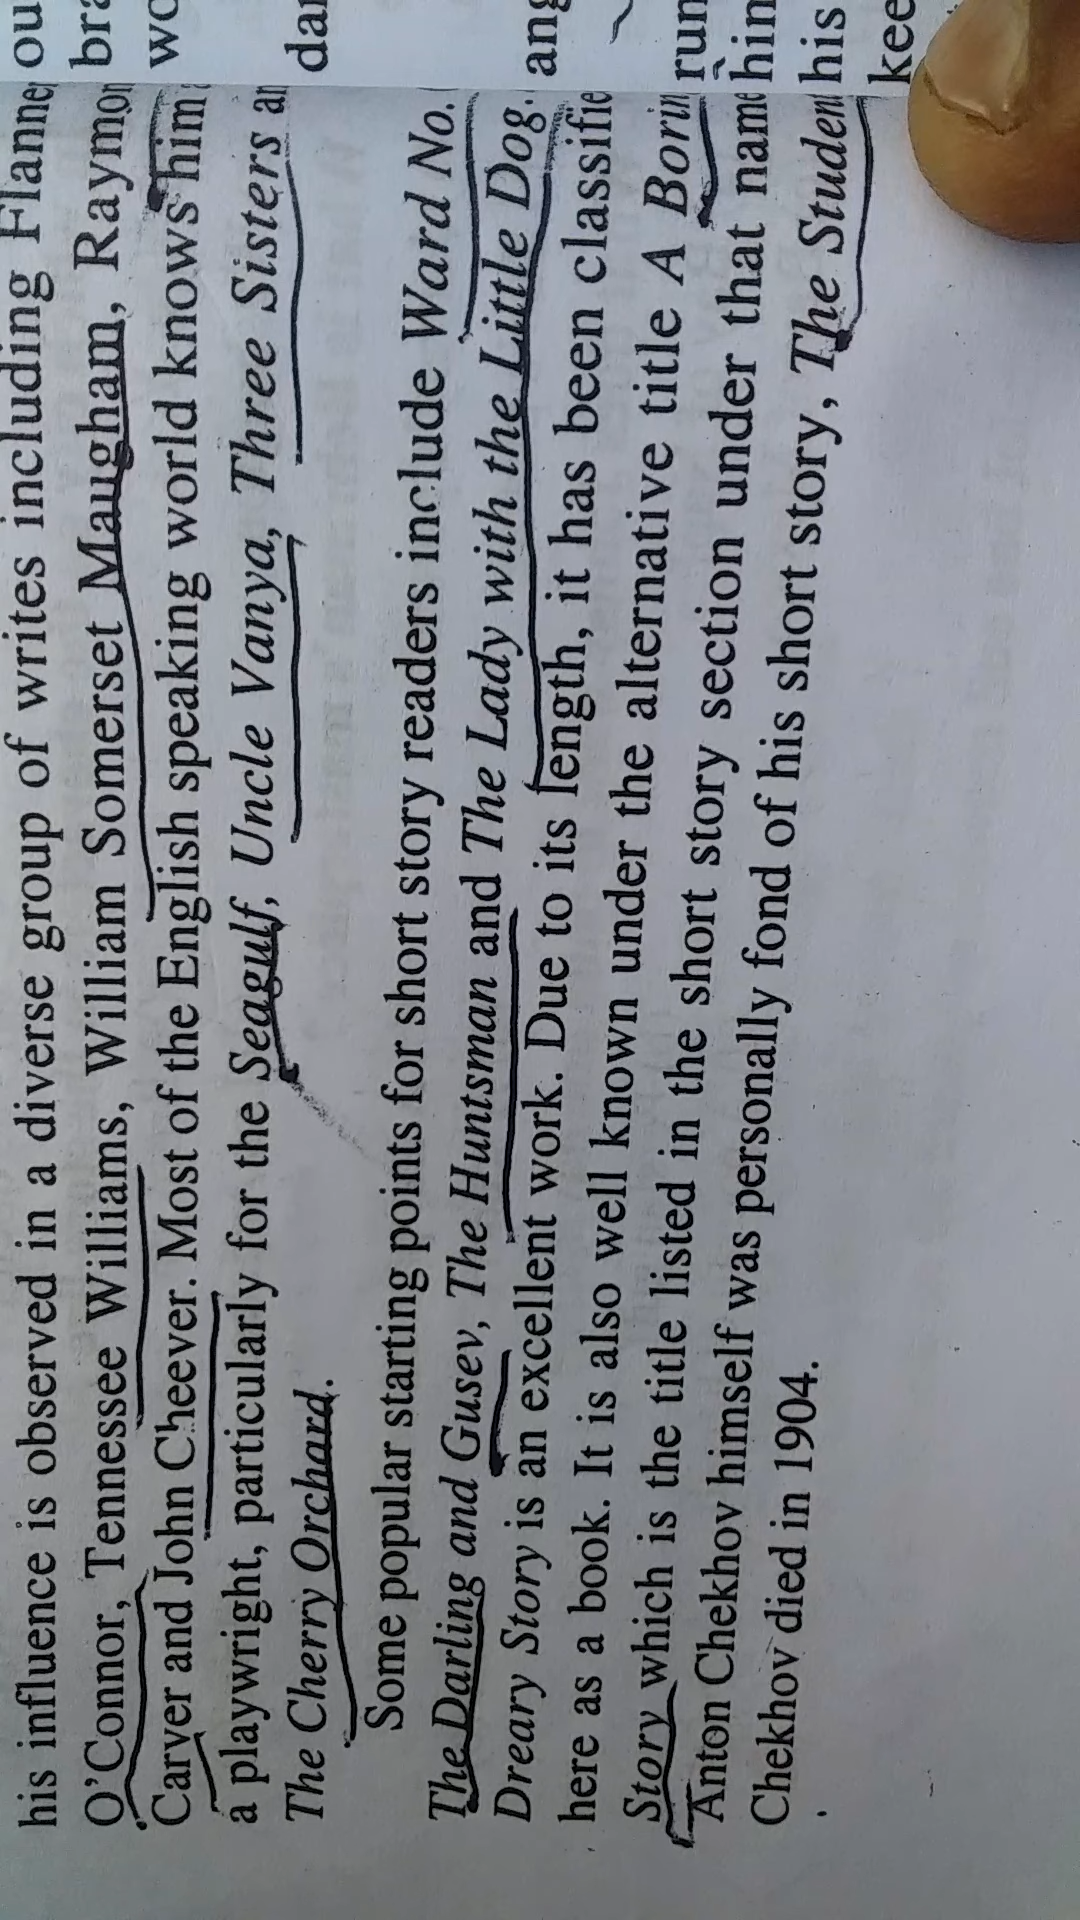 his influence is observed in a diverse group of writes including
O'Connor, Tennessee Williams, William Somerset Maugham,
Carver and John Cheever. Most of the English speaking world knows him
a playwright, particularly for the Seagulf, Uncle Vanya, Three Sisters
The Cherry Orchard.
Some popular starting points for short story readers include Ward No.
The Darling and Gusev, The Huntsman and The Lady with the Little Dog.
Dreary Story is an excellent work. Due to its length, it has been
here as a book. It is also well known under the alternative title A
Story which is the title listed in the short story section under that name
Anton Chekhov himself was personally fond of his short story, The
Chekhov died in 1904.
him
his